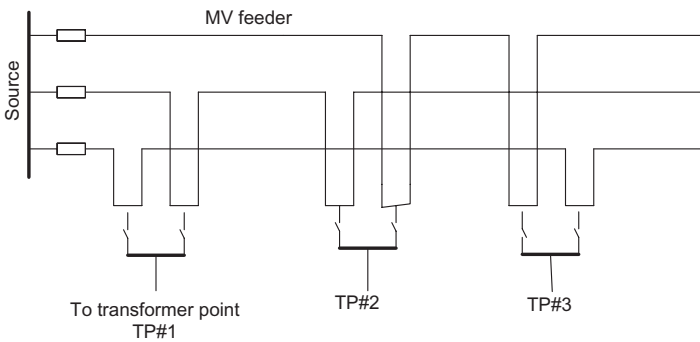 MV feeder
Source
To transformer point
TP#1
TP#2
TP#3